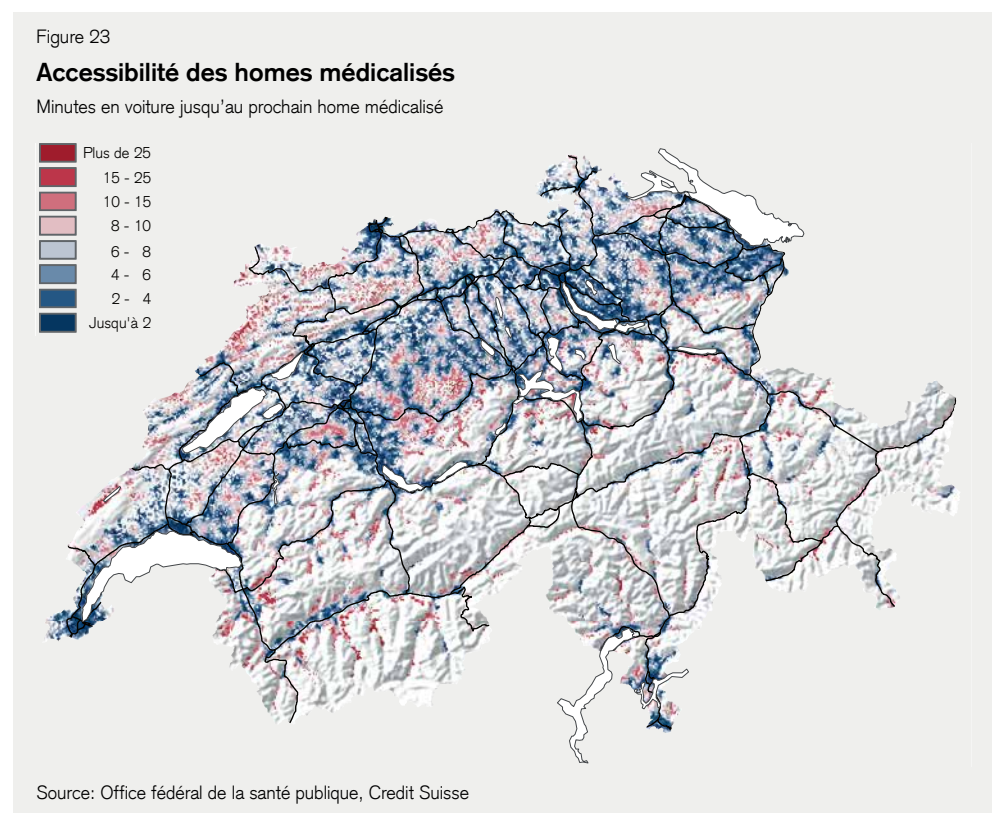 Figure 23
Accessibilité des homes médicalisés
Minutes en voiture jusqu'au prochain home médicalisé
Plus de 25
15 - 25
10 - 15
8 - 10
6 - 8
4 - 6
2 - 4
Jusqu'à 2
Source: Office fédéral de la santé publique, Credit Suisse